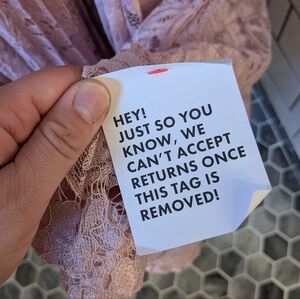 HEY!
JUST SO YOU
KNOW, WE
CAN'T ACCEPT
RETURNS ONCE
THIS TAG IS
REMOVED!